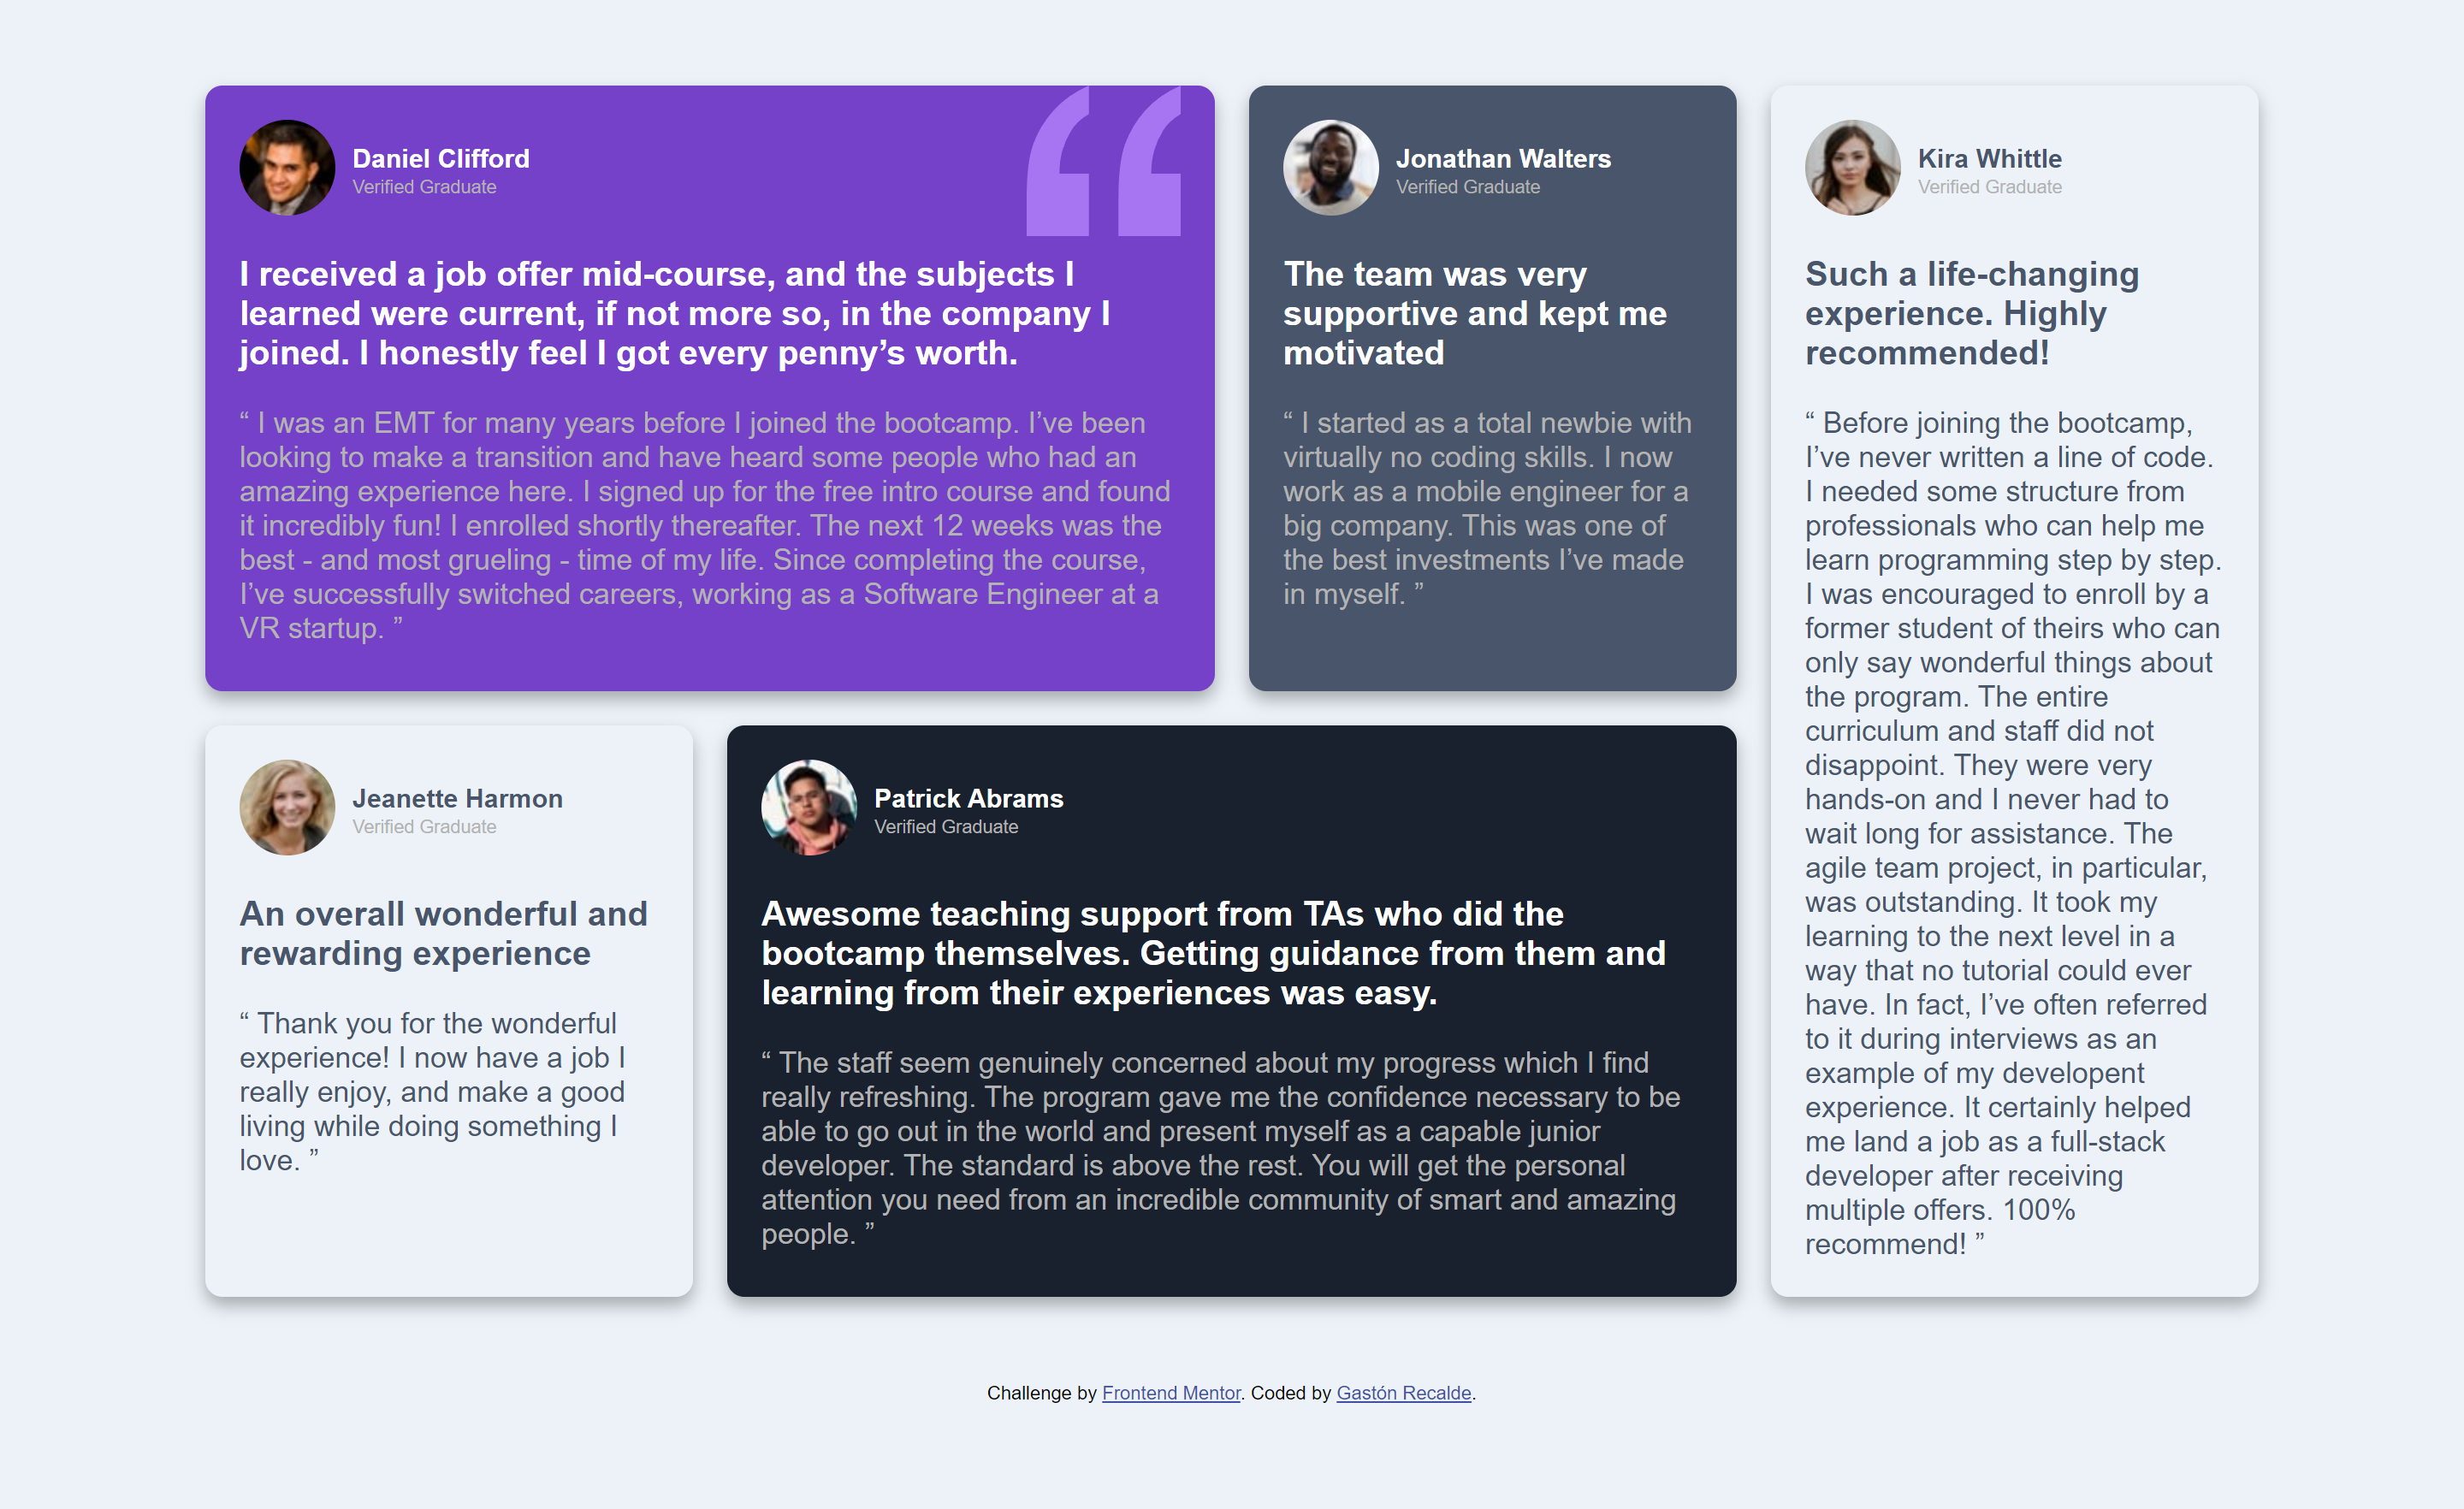 Daniel Clifford
Verified Graduate
I received a job offer mid-course, and the subjects I
learned were current, if not more so, in the company I
joined. I honestly feel I got every penny’s worth.
“ I was an EMT for many years before I joined the bootcamp. I’ve been
looking to make a transition and have heard some people who had an
amazing experience here. I signed up for the free intro course and found
it incredibly fun! I enrolled shortly thereafter. The next 12 weeks was the
best - and most grueling - time of my life. Since completing the course,
I’ve successfully switched careers, working as a Software Engineer at a
VR startup. ”
Jonathan Walters
Verified Graduate
The team was very
supportive and kept me
motivated
“ I started as a total newbie with
virtually no coding skills. I now
work as a mobile engineer for a
big company. This was one of
the best investments I’ve made
in myself. ”
Kira Whittle
Verified Graduate
Such a life-changing
experience. Highly
recommended!
“ Before joining the bootcamp,
I’ve never written a line of code.
I needed some structure from
professionals who can help me
learn programming step by step.
I was encouraged to enroll by a
former student of theirs who can
only say wonderful things about
the program. The entire
curriculum and staff did not
disappoint. They were very
hands-on and I never had to
wait long for assistance. The
agile team project, in particular,
was outstanding. It took my
learning to the next level in a
way that no tutorial could ever
have. In fact, I’ve often referred
to it during interviews as an
example of my developent
experience. It certainly helped
me land a job as a full-stack
developer after receiving
multiple offers. 100%
recommend! ”
Jeanette Harmon
Verified Graduate
An overall wonderful and
rewarding experience
“ Thank you for the wonderful
experience! I now have a job I
really enjoy, and make a good
living while doing something I
love. ”
Patrick Abrams
Verified Graduate
Awesome teaching support from TAs who did the
bootcamp themselves. Getting guidance from them and
learning from their experiences was easy.
“ The staff seem genuinely concerned about my progress which I find
really refreshing. The program gave me the confidence necessary to be
able to go out in the world and present myself as a capable junior
developer. The standard is above the rest. You will get the personal
attention you need from an incredible community of smart and amazing
people. ”
Challenge by Frontend Mentor. Coded by Gastón Recalde.